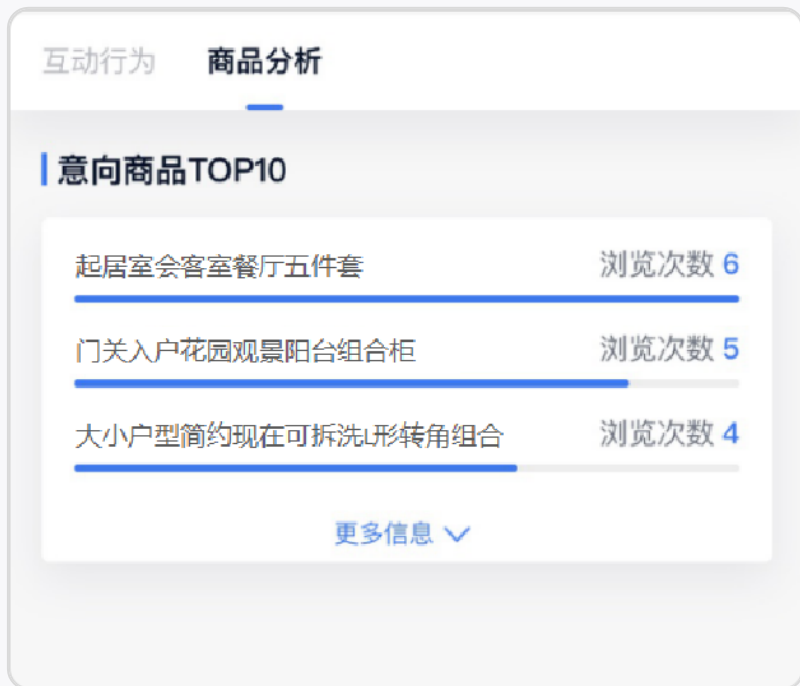 互动行为 商品分析
意向商品TOP10
起居室会客室餐厅五件套 浏览次数 6
门关入户花园观景阳台组合柜 浏览次数 5
大小户型简约现在可拆洗L形转角组合 浏览次数 4
更多信息